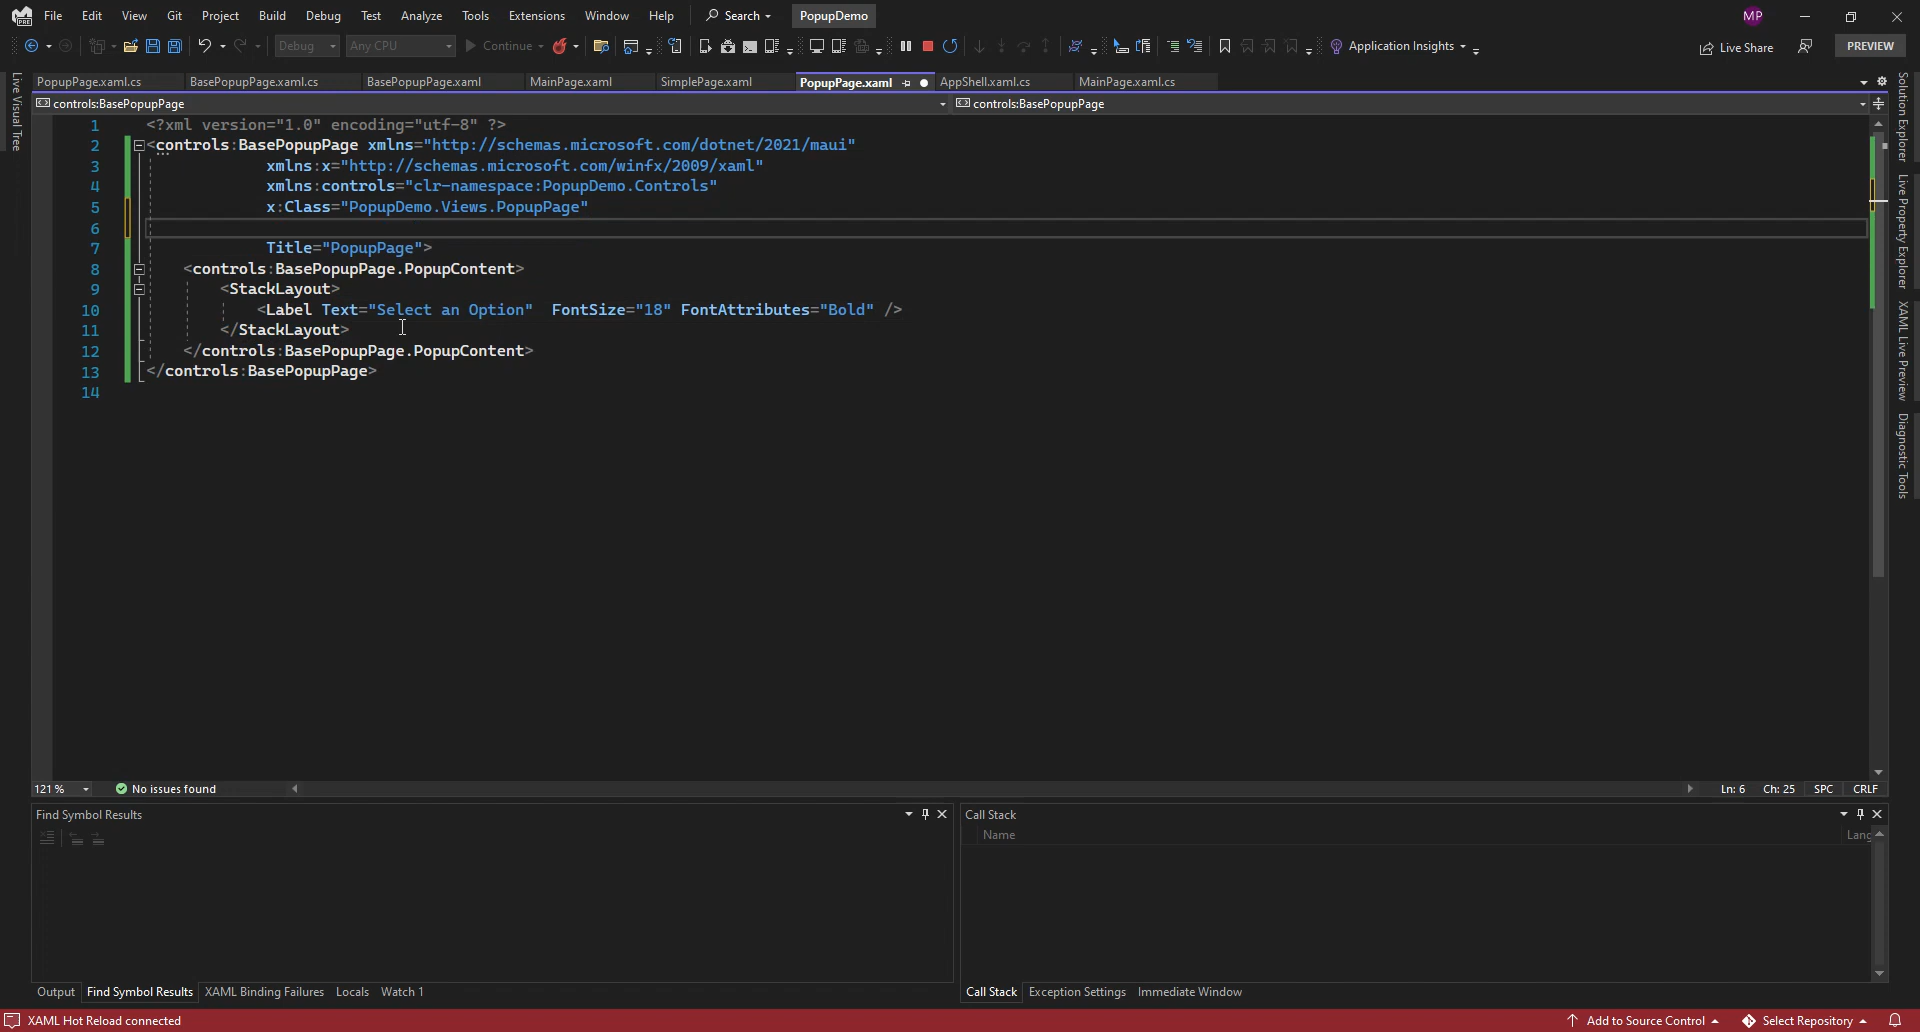 File Edit View Git Project Build Debug Test Analyze Tools Extensions Window Help Search PopupDemo MP
Debug Any CPU Continue Application Insights Live Share PREVIEW
PopupPage.xaml.cs BasePopupPage.xaml.cs BasePopupPage.xaml MainPage.xaml SimplePage.xaml PopupPage.xaml AppShell.xaml.cs MainPage.xaml.cs
controls:BasePopupPage controls:BasePopupPage
1 <?xml version="1.0" encoding="utf-8" ?>
2 <controls:BasePopupPage xmlns="http://schemas.microsoft.com/dotnet/2021/maui"
3 xmlns:x="http://schemas.microsoft.com/winfx/2009/xaml"
4 xmlns:controls="clr-namespace:PopupDemo.Controls"
5 x:Class="PopupDemo.Views.PopupPage"
6
7 Title="PopupPage">
8 <controls:BasePopupPage.PopupContent>
9 <StackLayout>
10 <Label Text="Select an Option" FontSize="18" FontAttributes="Bold" />
11 </StackLayout>
12 </controls:BasePopupPage.PopupContent>
13 </controls:BasePopupPage>
14
Live Visual Tree
Solution Explorer
Live Property Explorer
XAML Live Preview
Diagnostic Tools
121 % No issues found Ln: 6 Ch: 25 SPC CRLF
Find Symbol Results
Call Stack
Name Lang
Output Find Symbol Results XAML Binding Failures Locals Watch 1
Call Stack Exception Settings Immediate Window
XAML Hot Reload connected Add to Source Control Select Repository